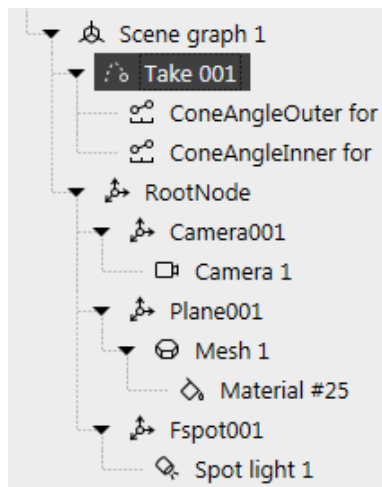 Scene graph 1
Take 001
ConeAngleOuter for
ConeAngleInner for
RootNode
Camera001
Camera 1
Plane001
Mesh 1
Material #25
Fspot001
Spot light 1